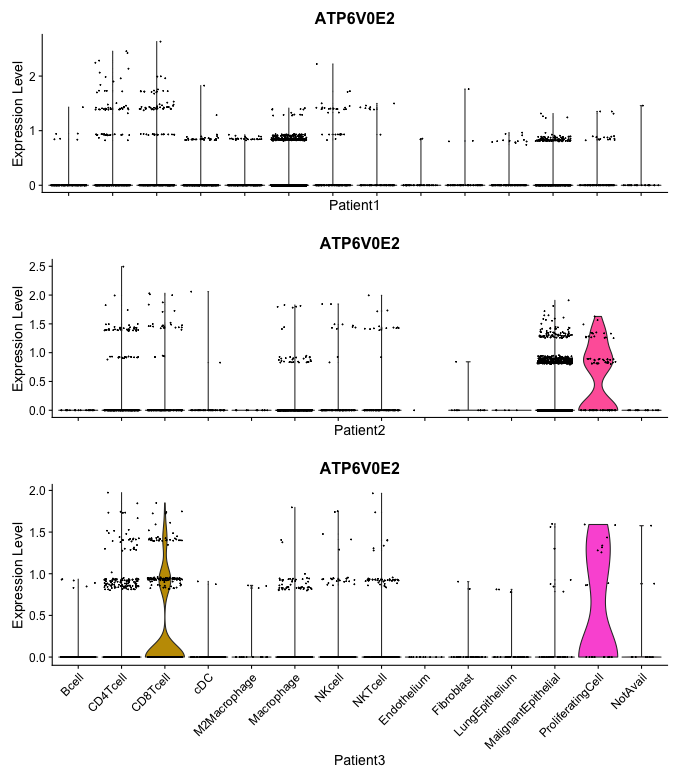 ATP6V0E2
Expression Level
2
1
0
Patient1
ATP6V0E2
Expression Level
2.5
2.0
1.5
1.0
0.5
0.0
Patient2
ATP6V0E2
Expression Level
2.0
1.5
1.0
0.5
0.0
Bcell
CD4Tcell
CD8Tcell
cDC
M2Macrophage
Macrophage
NKcell
NKTcell
Endothelium
Fibroblast
LungEpithelium
MalignantEpithelial
ProliferatingCell
NotAvail
Patient3